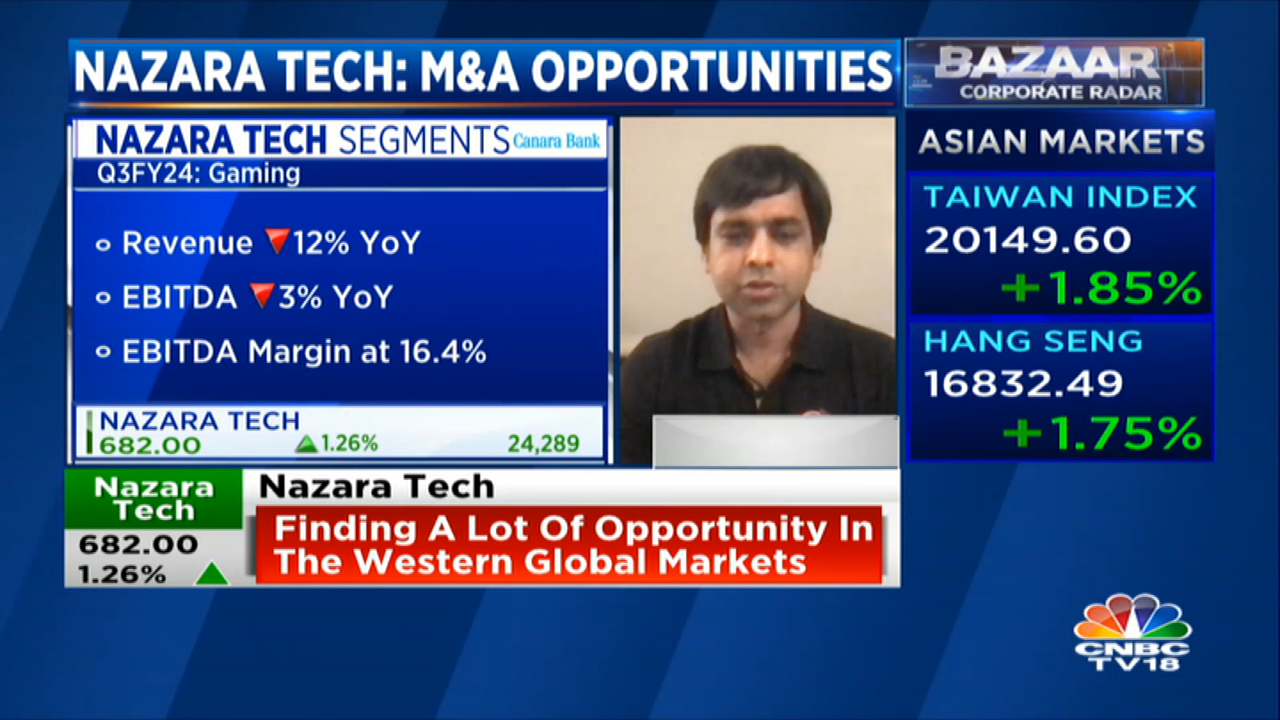 NAZARA TECH: M&A OPPORTUNITIES
BAZAAR
CORPORATE RADAR
NAZARA TECH SEGMENTS Canara Bank
Q3FY24: Gaming
Revenue ▼12% YoY
EBITDA ▼3% YoY
EBITDA Margin at 16.4%
NAZARA TECH
682.00 ▲1.26% 24,289
ASIAN MARKETS
TAIWAN INDEX
20149.60
+1.85%
HANG SENG
16832.49
+1.75%
Nazara
Tech
682.00
1.26% ▲
Nazara Tech
Finding A Lot Of Opportunity In
The Western Global Markets
CNBC
TV18